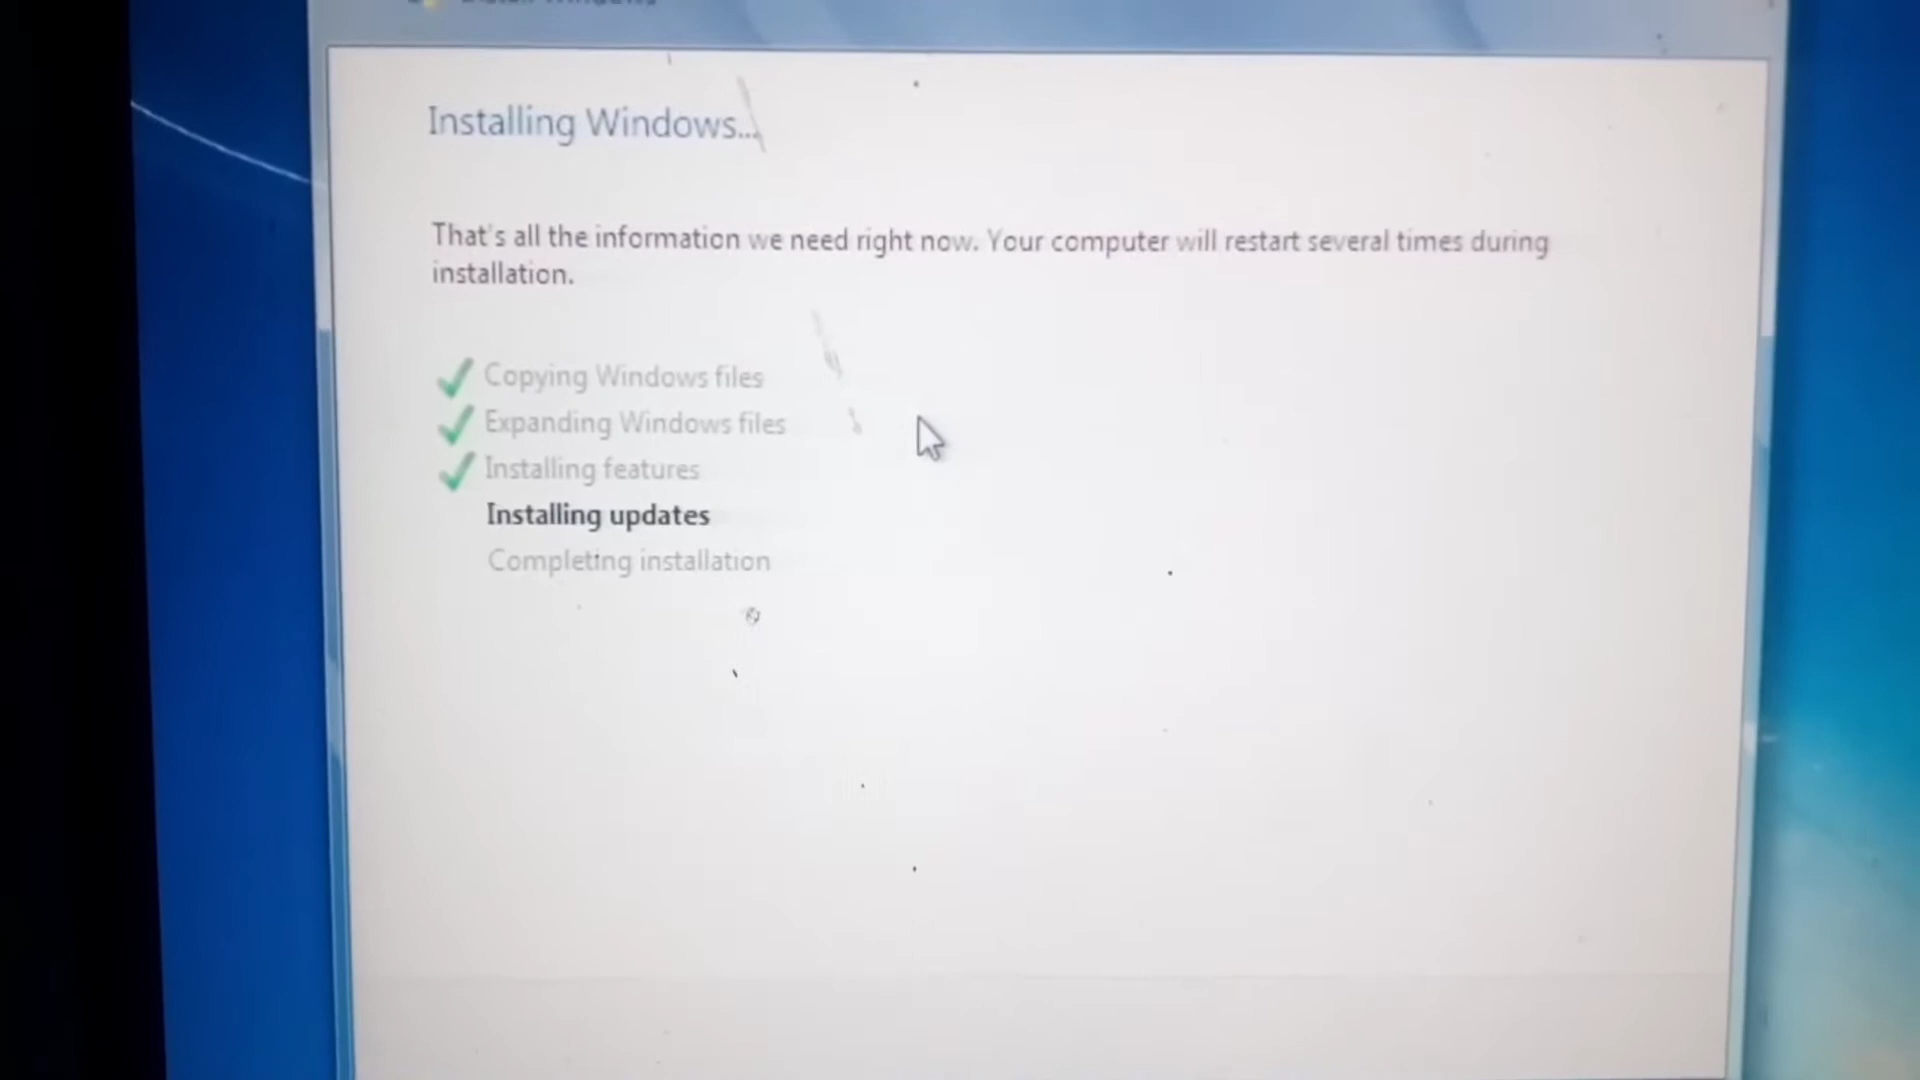 Installing Windows...
That's all the information we need right now. Your computer will restart several times during
installation.
Copying Windows files
Expanding Windows files
Installing features
Installing updates
Completing installation